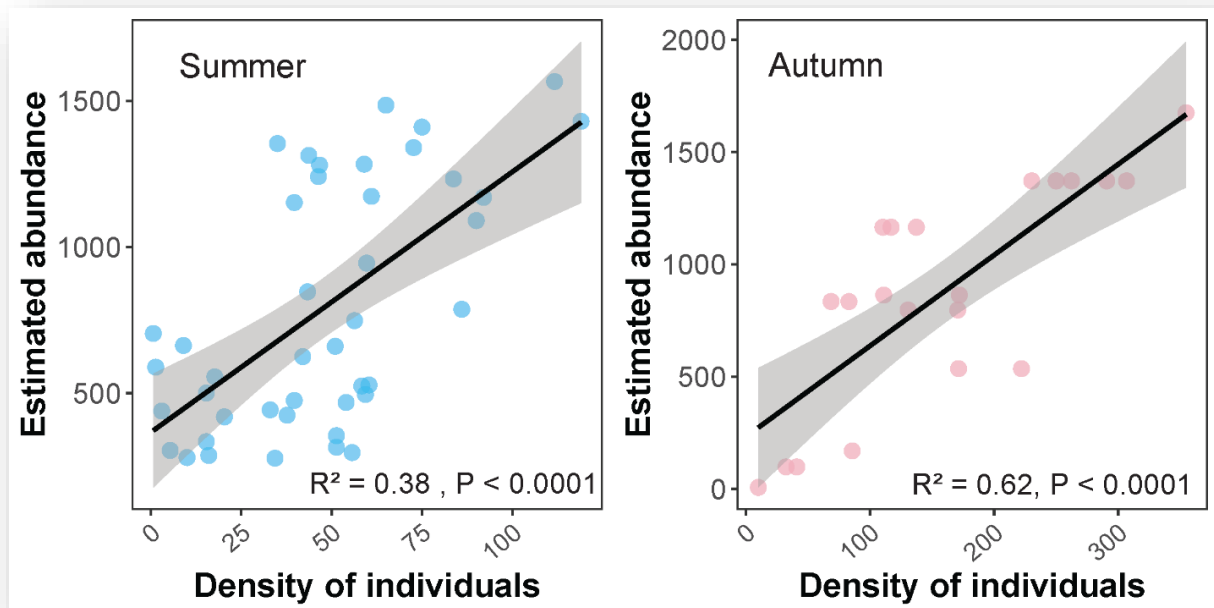 Summer
Estimated abundance
1500
1000
500
R² = 0.38 , P < 0.0001
0
25
50
75
100
Density of individuals
Autumn
Estimated abundance
2000
1500
1000
500
0
R² = 0.62, P < 0.0001
0
100
200
300
Density of individuals